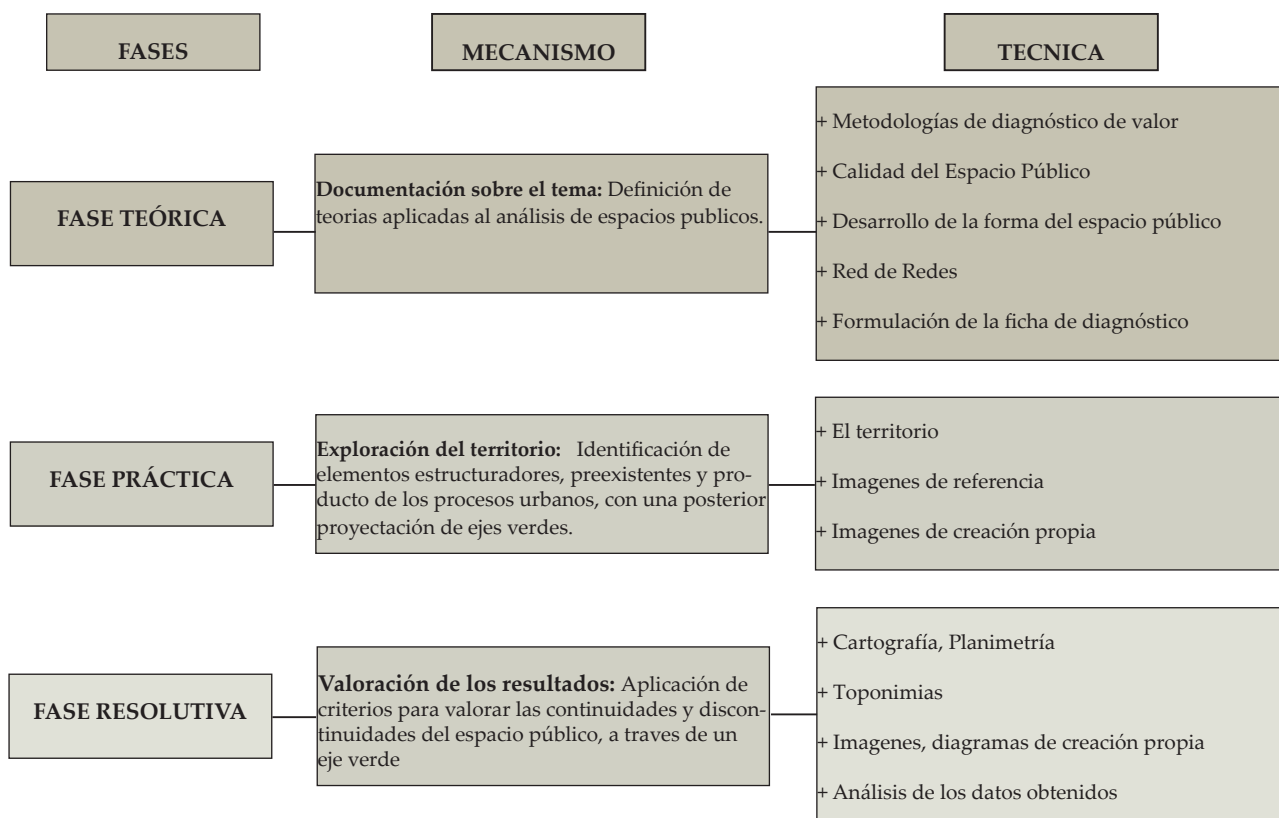 FASES
MECANISMO
TECNICA
FASE TEÓRICA
Documentación sobre el tema: Definición de
teorias aplicadas al análisis de espacios publicos.
+ Metodologías de diagnóstico de valor
+ Calidad del Espacio Público
+ Desarrollo de la forma del espacio público
+ Red de Redes
+ Formulación de la ficha de diagnóstico
FASE PRÁCTICA
Exploración del territorio: Identificación de
elementos estructuradores, preexistentes y pro-
ducto de los procesos urbanos, con una posterior
proyectación de ejes verdes.
+ El territorio
+ Imagenes de referencia
+ Imagenes de creación propia
FASE RESOLUTIVA
Valoración de los resultados: Aplicación de
criterios para valorar las continuidades y discon-
tinuidades del espacio público, a traves de un
eje verde
+ Cartografía, Planimetría
+ Toponimias
+ Imagenes, diagramas de creación propia
+ Análisis de los datos obtenidos